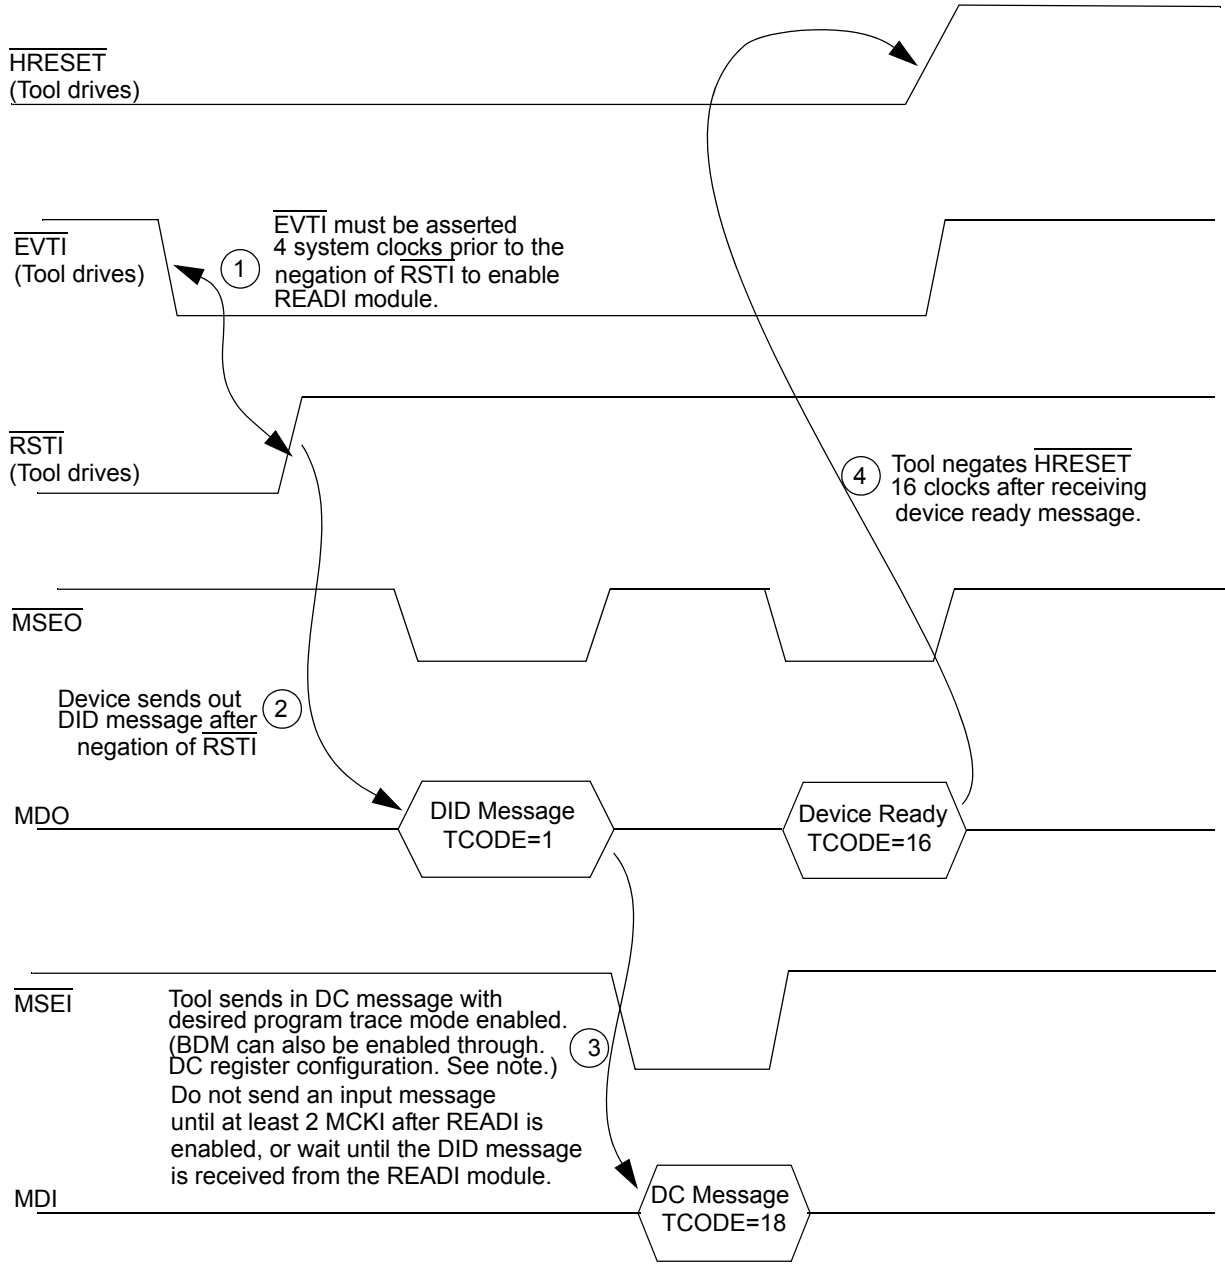 HRESET
(Tool drives)
EVTI
(Tool drives)
1
EVTI must be asserted
4 system clocks prior to the
negation of RSTI to enable
READI module.
RSTI
(Tool drives)
4
Tool negates HRESET
16 clocks after receiving
device ready message.
MSEO
Device sends out
DID message after
negation of RSTI
2
MDO
DID Message
TCODE=1
Device Ready
TCODE=16
MSEI
Tool sends in DC message with
desired program trace mode enabled.
(BDM can also be enabled through.
DC register configuration. See note.)
3
Do not send an input message
until at least 2 MCKI after READI is
enabled, or wait until the DID message
is received from the READI module.
MDI
DC Message
TCODE=18